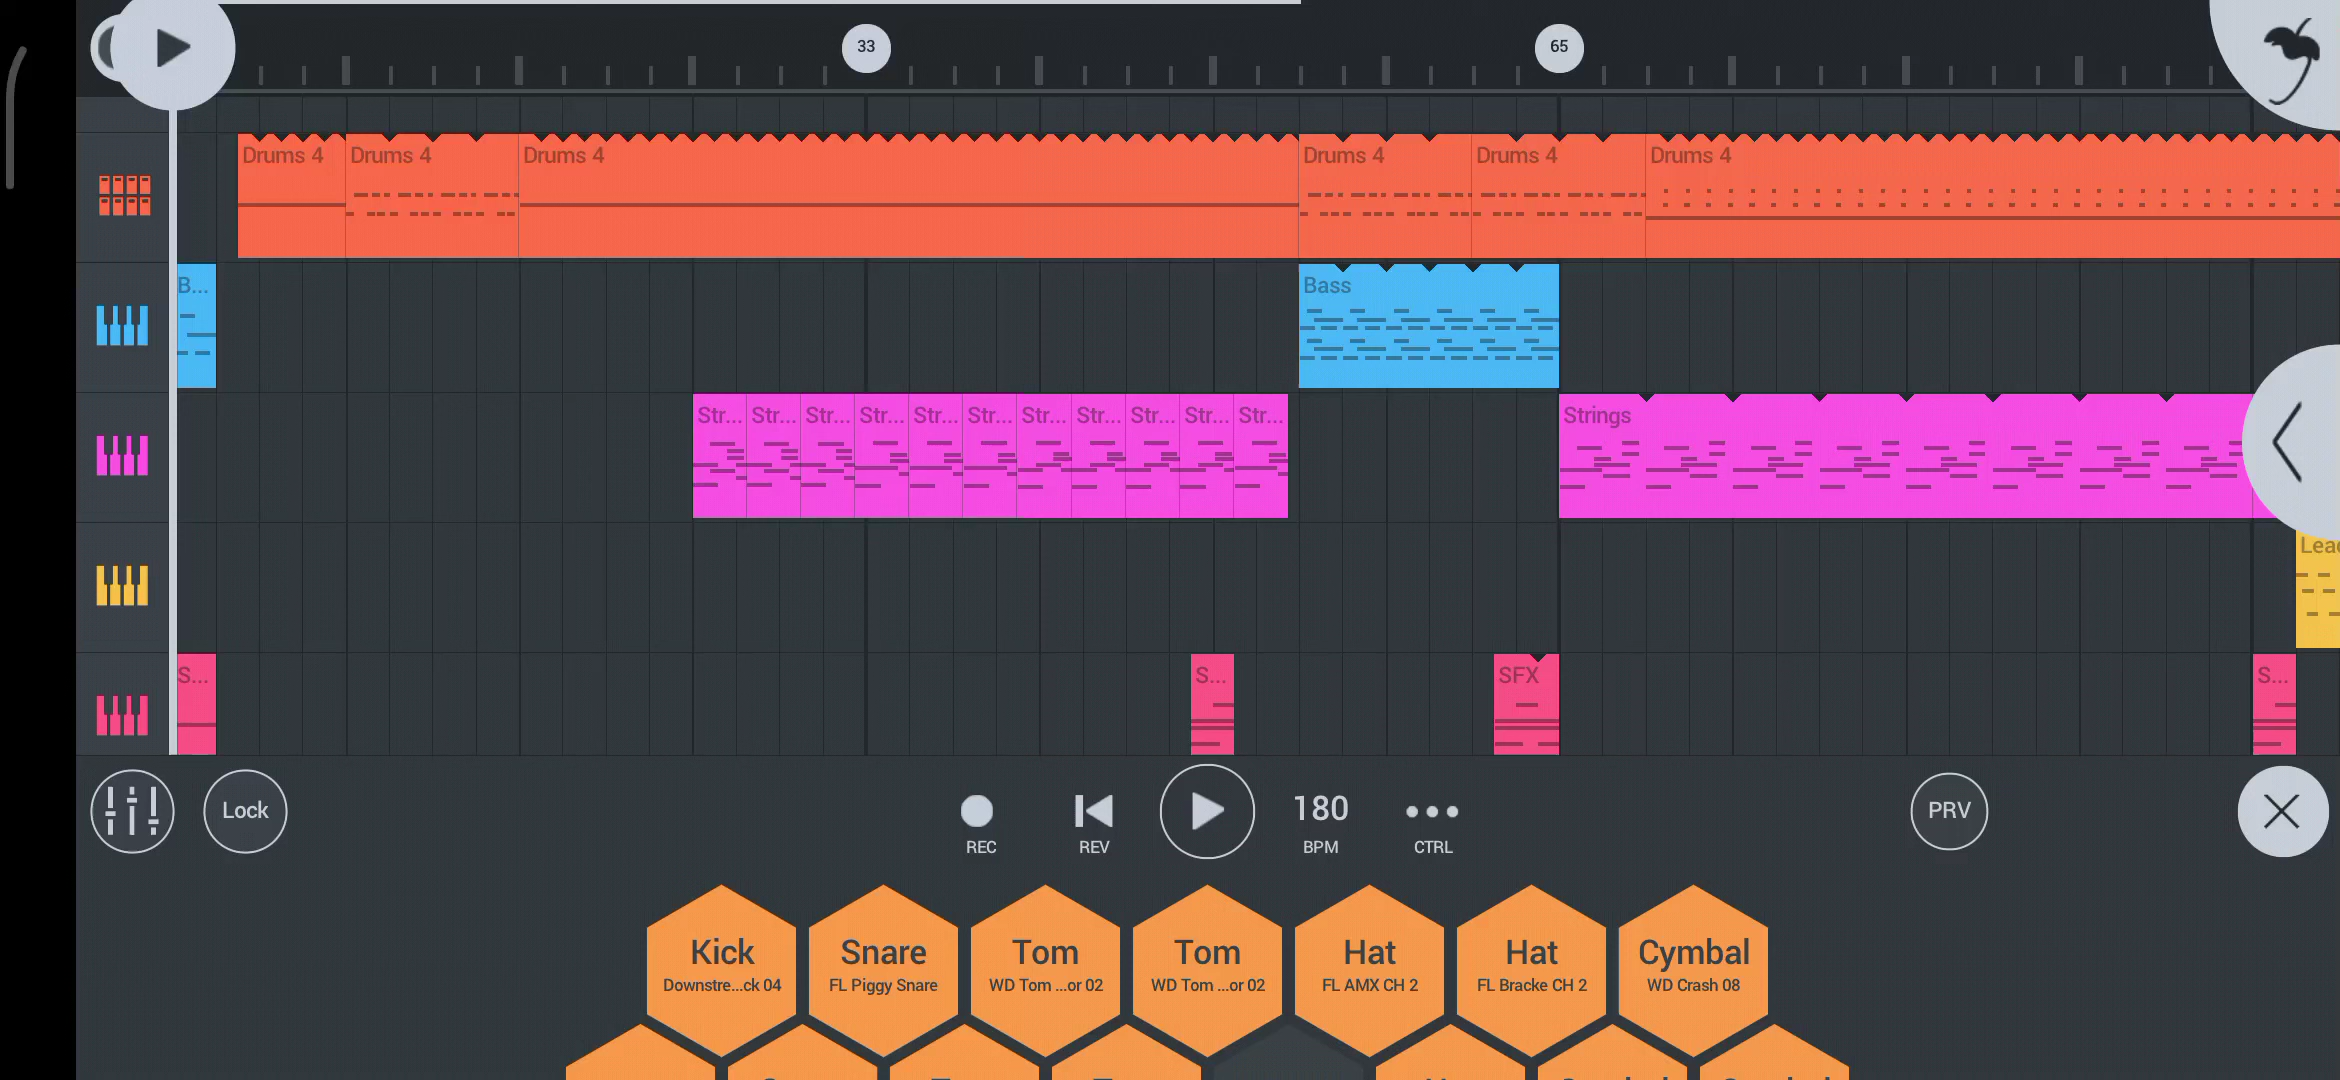 33
65
Drums 4
Drums 4
Drums 4
Drums 4
Drums 4
Drums 4
B...
Bass
Str...
Str...
Str...
Str...
Str...
Str...
Str...
Str...
Str...
Str...
Str...
Strings
S...
S...
SFX
S...
Lock
REC
REV
180
BPM
CTRL
PRV
Kick
Downstre...ck 04
Snare
FL Piggy Snare
Tom
WD Tom ...or 02
Tom
WD Tom ...or 02
Hat
FL AMX CH 2
Hat
FL Bracke CH 2
Cymbal
WD Crash 08